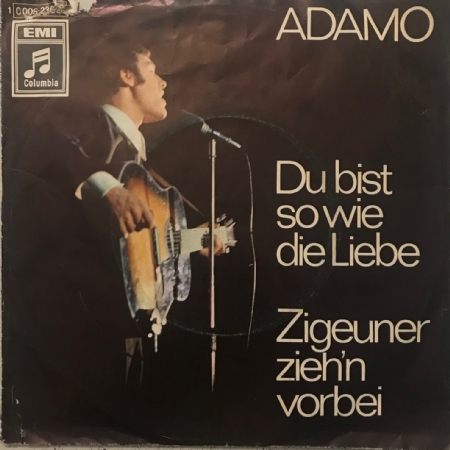 EMI
Columbia
ADAMO
Du bist
so wie
die Liebe
Zigeuner
zieh'n
vorbei